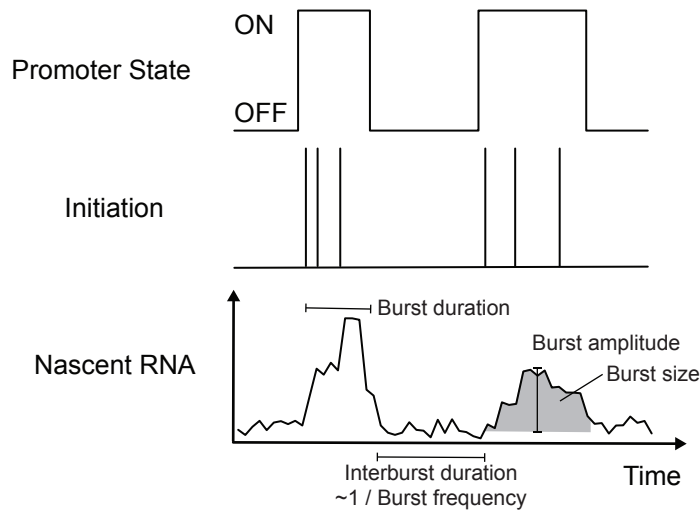 ON
Promoter State
OFF
Initiation
Burst duration
Nascent RNA
Burst amplitude
Burst size
Interburst duration
~1 / Burst frequency
Time